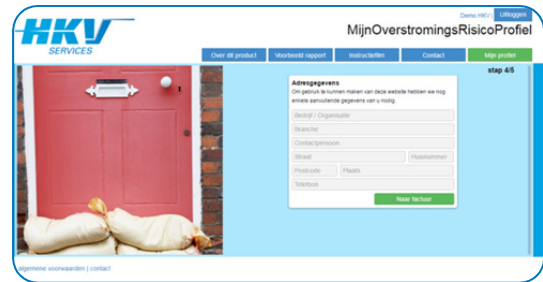 Demo HKV | Uitloggen
HKV
SERVICES
MijnOverstromingsRisicoProfiel
Over dit product
Voorbeeld rapport
Instructiefilm
Contact
Mijn profiel
stap 4/5
Adresgegevens
Om gebruik te kunnen maken van deze website hebben we nog
enkele aanvullende gegevens van u nodig.
Bedrijf / Organisatie
Branche
Contactpersoon
Straat Huisnummer
Postcode Plaats
Telefoon
Naar factuur
algemene voorwaarden | contact